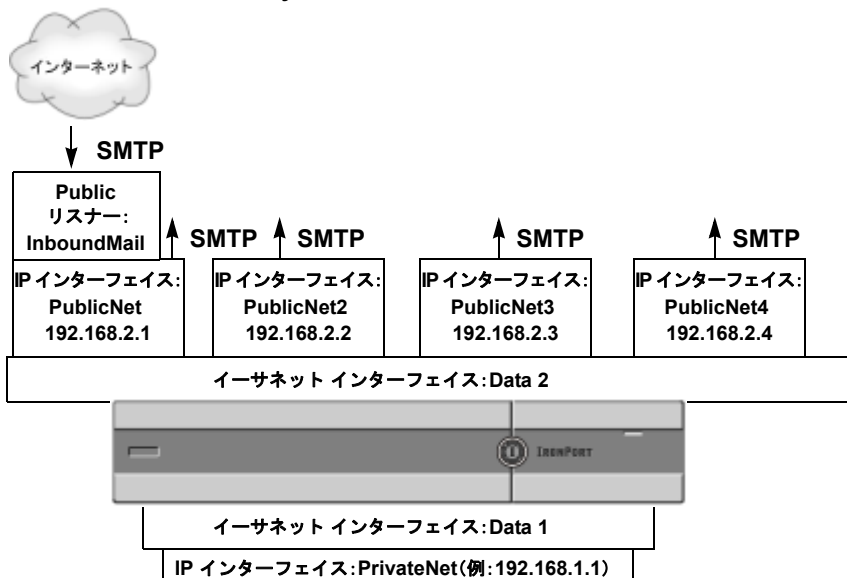 インターネット
SMTP
Public
リスナー:
InboundMail
SMTP
SMTP
SMTP
SMTP
IP インターフェイス:
PublicNet
192.168.2.1
IP インターフェイス:
PublicNet2
192.168.2.2
IP インターフェイス:
PublicNet3
192.168.2.3
IP インターフェイス:
PublicNet4
192.168.2.4
イーサネット インターフェイス:Data 2
IRONPORT
イーサネット インターフェイス:Data 1
IP インターフェイス:PrivateNet(例:192.168.1.1)